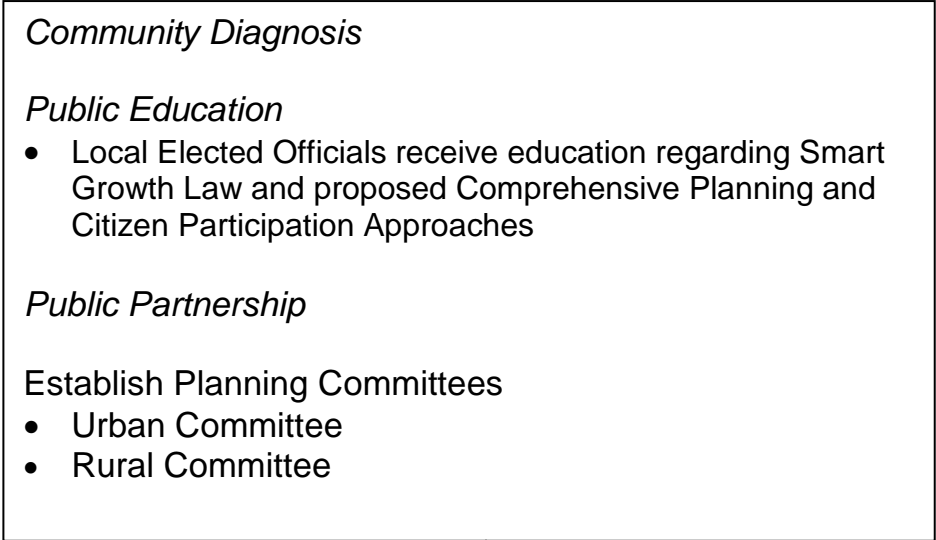 Community Diagnosis
Public Education
• Local Elected Officials receive education regarding Smart
Growth Law and proposed Comprehensive Planning and
Citizen Participation Approaches
Public Partnership
Establish Planning Committees
• Urban Committee
• Rural Committee